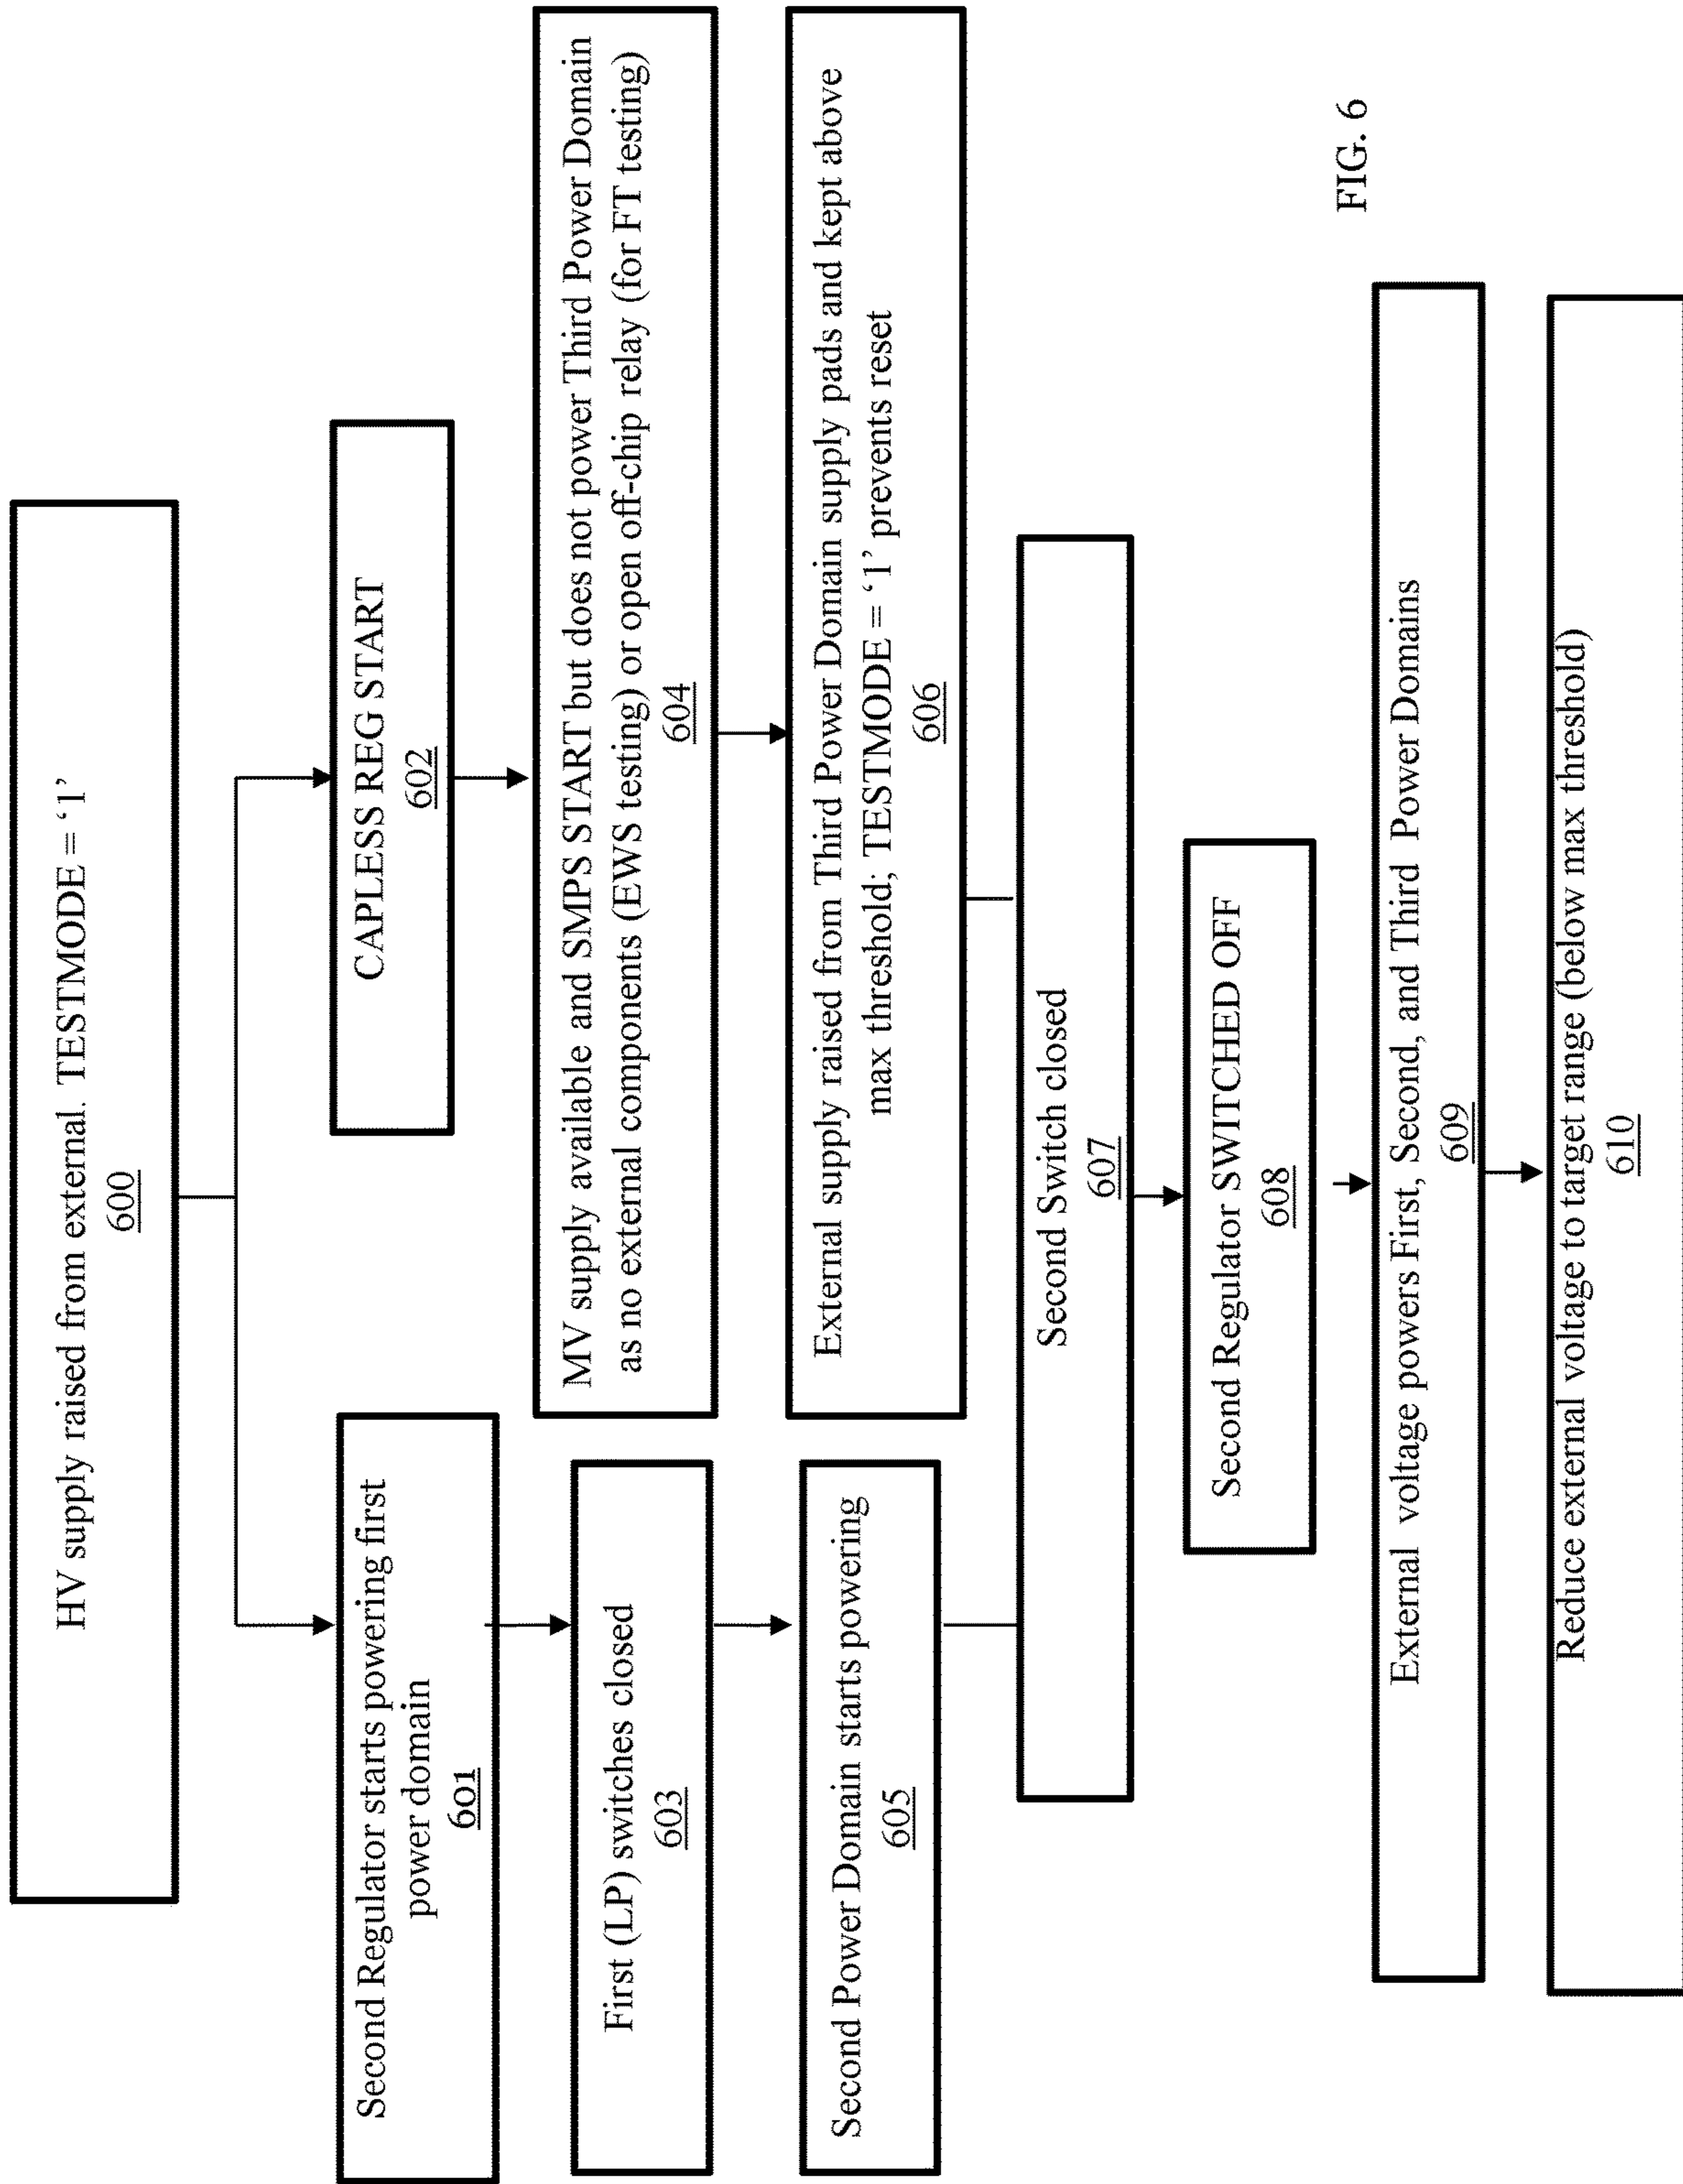 HV supply raised from external. TESTMODE = ‘1’
600
Second Regulator starts powering first
power domain
601
CAPLESS REG START
602
First (LP) switches closed
603
MV supply available and SMPS START but does not power Third Power Domain
as no external components (EWS testing) or open off-chip relay (for FT testing)
604
Second Power Domain starts powering
605
External supply raised from Third Power Domain supply pads and kept above
max threshold; TESTMODE = ‘1’ prevents reset
606
Second Switch closed
607
Second Regulator SWITCHED OFF
608
External voltage powers First, Second, and Third Power Domains
609
Reduce external voltage to target range (below max threshold)
610
FIG. 6